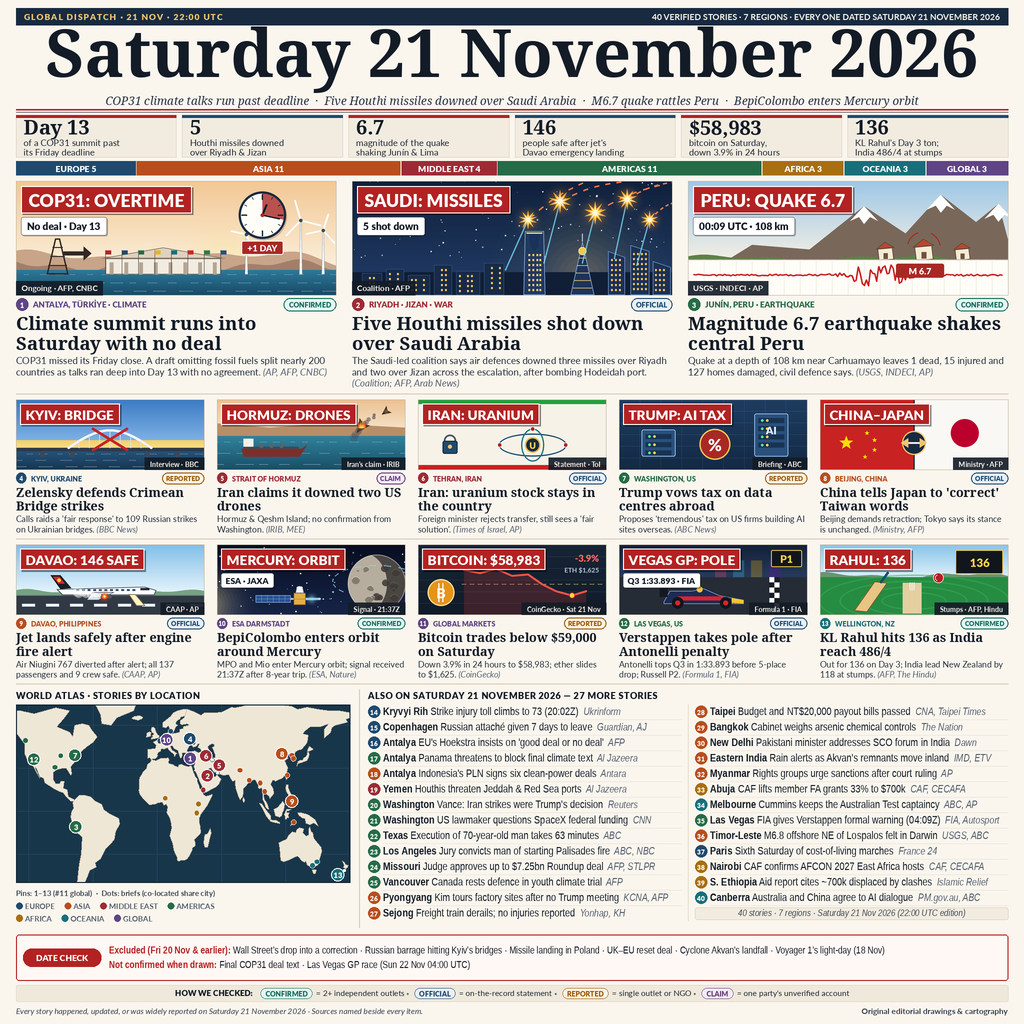 GLOBAL DISPATCH · 21 NOV · 22:00 UTC
40 VERIFIED STORIES · 7 REGIONS · EVERY ONE DATED SATURDAY 21 NOVEMBER 2026
Saturday 21 November 2026
COP31 climate talks run past deadline · Five Houthi missiles downed over Saudi Arabia · M6.7 quake rattles Peru · BepiColombo enters Mercury orbit
Day 13
of a COP31 summit past
its Friday deadline
5
Houthi missiles downed
over Riyadh & Jizan
6.7
magnitude of the quake
shaking Junín & Lima
146
people safe after jet's
Davao emergency landing
$58,983
bitcoin on Saturday,
down 3.9% in 24 hours
136
KL Rahul's Day 3 ton;
India 486/4 at stumps
EUROPE 5
ASIA 11
MIDDLE EAST 4
AMERICAS 11
AFRICA 3
OCEANIA 3
GLOBAL 3
COP31: OVERTIME
No deal · Day 13
+1 DAY
Ongoing · AFP, CNBC
1 ANTALYA, TÜRKİYE · CLIMATE
CONFIRMED
Climate summit runs into
Saturday with no deal
COP31 missed its Friday close. A draft omitting fossil fuels split nearly 200
countries as talks ran deep into Day 13 with no agreement. (AP, AFP, CNBC)
SAUDI: MISSILES
5 shot down
Coalition · AFP
2 RIYADH · JIZAN · WAR
OFFICIAL
Five Houthi missiles shot down
over Saudi Arabia
The Saudi-led coalition says air defences downed three missiles over Riyadh
and two over Jizan across the escalation, after bombing Hodeidah port.
(Coalition; AFP, Arab News)
PERU: QUAKE 6.7
00:09 UTC · 108 km
M 6.7
USGS · INDECI · AP
3 JUNÍN, PERU · EARTHQUAKE
CONFIRMED
Magnitude 6.7 earthquake shakes
central Peru
Quake at a depth of 108 km near Carhuamayo leaves 1 dead, 15 injured and
127 homes damaged, civil defence says. (USGS, INDECI, AP)
KYIV: BRIDGE
Interview · BBC
4 KYIV, UKRAINE
REPORTED
Zelensky defends Crimean
Bridge strikes
Calls raids a 'fair response' to 109 Russian strikes
on Ukrainian bridges. (BBC News)
HORMUZ: DRONES
Iran's claim · IRIB
5 STRAIT OF HORMUZ
CLAIM
Iran claims it downed two US
drones
Hormuz & Qeshm Island; no confirmation from
Washington. (IRIB, MEE)
IRAN: URANIUM
U
Statement · ToI
6 TEHRAN, IRAN
OFFICIAL
Iran: uranium stock stays in
the country
Foreign minister rejects transfer, still sees a 'fair
solution'. (Times of Israel, AP)
TRUMP: AI TAX
%
AI
Briefing · ABC
7 WASHINGTON, US
REPORTED
Trump vows tax on data
centres abroad
Proposes 'tremendous' tax on US firms building AI
sites overseas. (ABC News)
CHINA–JAPAN
Ministry · AFP
8 BEIJING, CHINA
OFFICIAL
China tells Japan to 'correct'
Taiwan words
Beijing demands retraction; Tokyo says its stance
is unchanged. (Ministry, AFP)
DAVAO: 146 SAFE
CAAP · AP
9 DAVAO, PHILIPPINES
OFFICIAL
Jet lands safely after engine
fire alert
Air Niugini 767 diverted after alert; all 137
passengers and 9 crew safe. (CAAP, AP)
MERCURY: ORBIT
ESA · JAXA
Signal · 21:37Z
10 ESA DARMSTADT
CONFIRMED
BepiColombo enters orbit
around Mercury
MPO and Mio enter Mercury orbit; signal received
21:37Z after 8-year trip. (ESA, Nature)
BITCOIN: $58,983
-3.9%
ETH $1,625
CoinGecko · Sat 21 Nov
11 GLOBAL MARKETS
REPORTED
Bitcoin trades below $59,000
on Saturday
Down 3.9% in 24 hours to $58,983; ether slides
to $1,625. (CoinGecko)
VEGAS GP: POLE
P1
Q3 1:33.893 · FIA
Formula 1 · FIA
12 LAS VEGAS, US
OFFICIAL
Verstappen takes pole after
Antonelli penalty
Antonelli tops Q3 in 1:33.893 before 5-place
drop; Russell P2. (Formula 1, FIA)
RAHUL: 136
136
Stumps · AFP, Hindu
13 WELLINGTON, NZ
CONFIRMED
KL Rahul hits 136 as India
reach 486/4
Out for 136 on Day 3; India lead New Zealand by
118 at stumps. (AFP, The Hindu)
WORLD ATLAS · STORIES BY LOCATION
10
4
1
6
5
2
8
9
12
7
3
13
Pins: 1–13 (#11 global) · Dots: briefs (co-located share city)
EUROPE ASIA MIDDLE EAST AMERICAS
AFRICA OCEANIA GLOBAL
ALSO ON SATURDAY 21 NOVEMBER 2026 — 27 MORE STORIES
14 Kryvyi Rih Strike injury toll climbs to 73 (20:02Z) Ukrinform
15 Copenhagen Russian attaché given 7 days to leave Guardian, AJ
16 Antalya EU's Hoekstra insists on 'good deal or no deal' AFP
17 Antalya Panama threatens to block final climate text Al Jazeera
18 Antalya Indonesia's PLN signs six clean-power deals Antara
19 Yemen Houthis threaten Jeddah & Red Sea ports Al Jazeera
20 Washington Vance: Iran strikes were Trump's decision Reuters
21 Washington US lawmaker questions SpaceX federal funding CNN
22 Texas Execution of 70-year-old man takes 63 minutes ABC
23 Los Angeles Jury convicts man of starting Palisades fire ABC, NBC
24 Missouri Judge approves up to $7.25bn Roundup deal AFP, STLPR
25 Vancouver Canada rests defence in youth climate trial AFP
26 Pyongyang Kim tours factory sites after no Trump meeting KCNA, AFP
27 Sejong Freight train derails; no injuries reported Yonhap, KH
28 Taipei Budget and NT$20,000 payout bills passed CNA, Taipei Times
29 Bangkok Cabinet weighs arsenic chemical controls The Nation
30 New Delhi Pakistani minister addresses SCO forum in India Dawn
31 Eastern India Rain alerts as Akvan's remnants move inland IMD, ETV
32 Myanmar Rights groups urge sanctions after court ruling AP
33 Abuja CAF lifts member FA grants 33% to $700k CAF, CECAFA
34 Melbourne Cummins keeps the Australian Test captaincy ABC, AP
35 Las Vegas FIA gives Verstappen formal warning (04:09Z) FIA, Autosport
36 Timor-Leste M6.8 offshore NE of Lospalos felt in Darwin USGS, ABC
37 Paris Sixth Saturday of cost-of-living marches France 24
38 Nairobi CAF confirms AFCON 2027 East Africa hosts CAF, CECAFA
39 S. Ethiopia Aid report cites ~700k displaced by clashes Islamic Relief
40 Canberra Australia and China agree to AI dialogue PM.gov.au, ABC
40 stories · 7 regions · Saturday 21 Nov 2026 (22:00 UTC edition)
DATE CHECK
Excluded (Fri 20 Nov & earlier): Wall Street's drop into a correction · Russian barrage hitting Kyiv's bridges · Missile landing in Poland · UK–EU reset deal · Cyclone Akvan's landfall · Voyager 1's light-day (18 Nov)
Not confirmed when drawn: Final COP31 deal text · Las Vegas GP race (Sun 22 Nov 04:00 UTC)
HOW WE CHECKED: CONFIRMED = 2+ independent outlets · OFFICIAL = on-the-record statement · REPORTED = single outlet or NGO · CLAIM = one party's unverified account
Every story happened, updated, or was widely reported on Saturday 21 November 2026 · Sources named beside every item.
Original editorial drawings & cartography